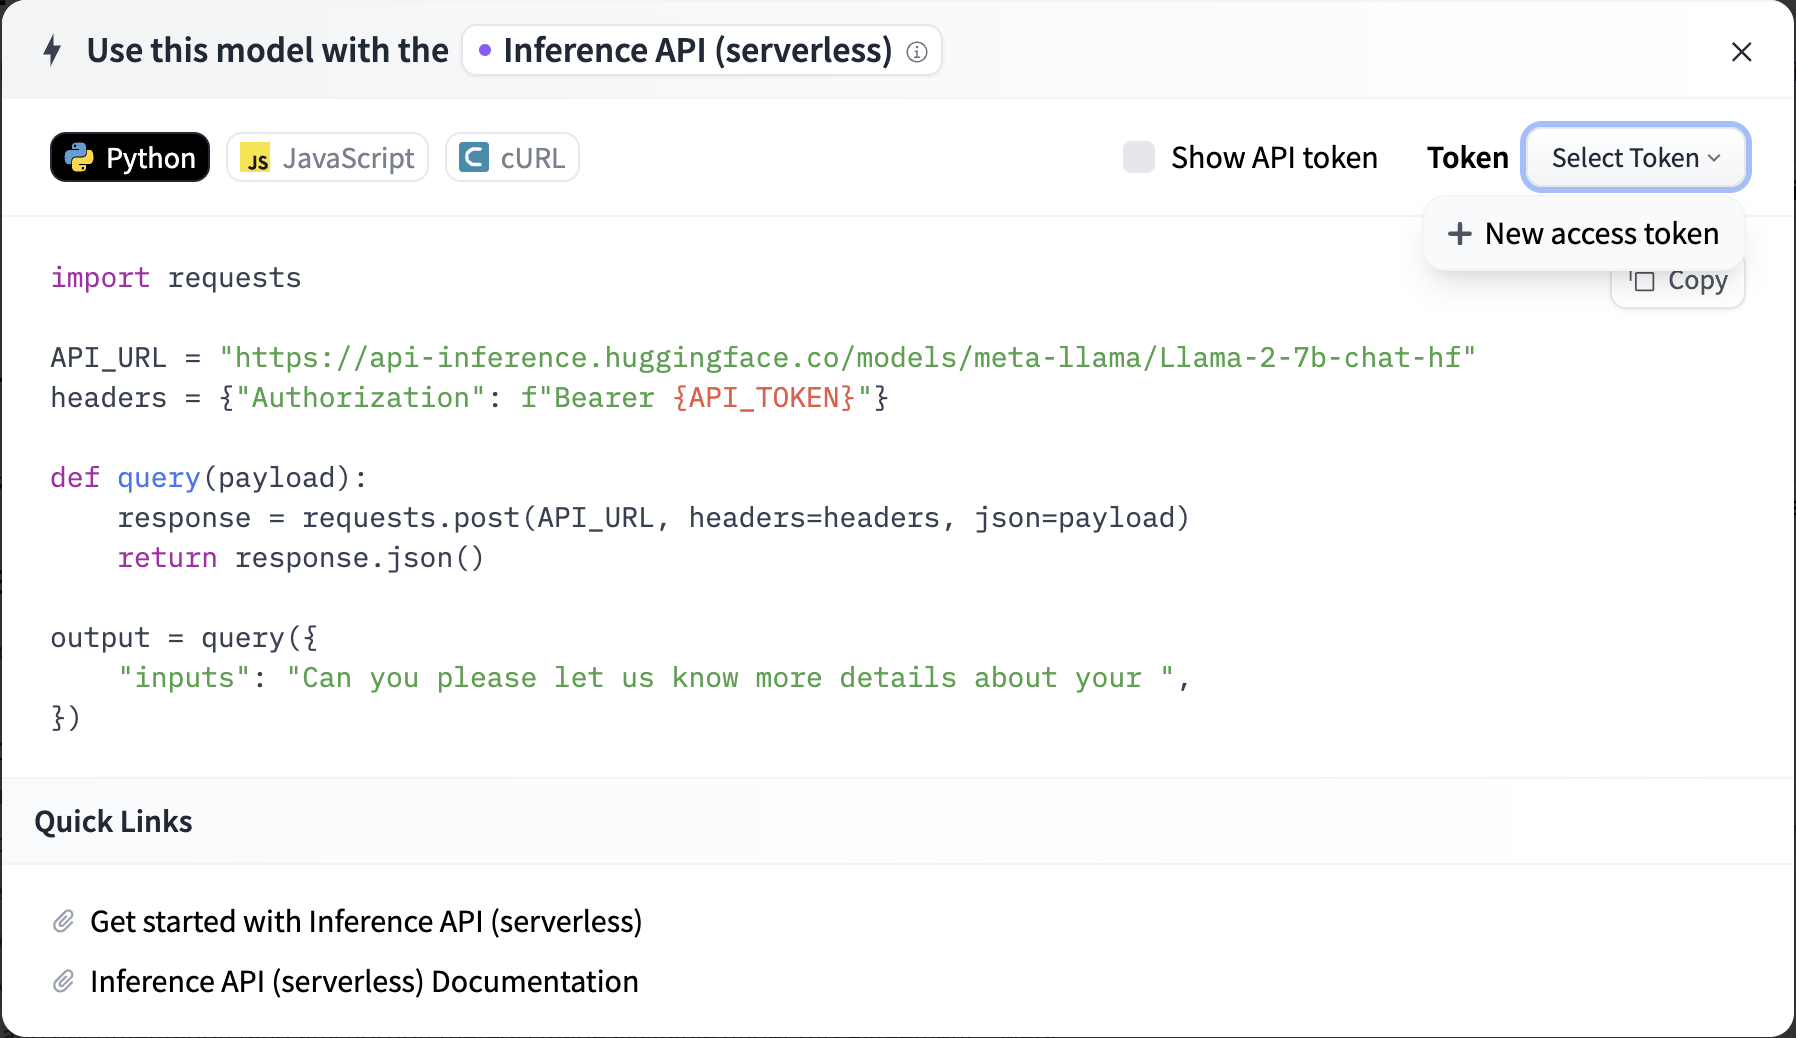 Use this model with the Inference API (serverless)
Python JavaScript cURL Show API token Token Select Token
New access token
Copy
import requests
API_URL = "https://api-inference.huggingface.co/models/meta-llama/Llama-2-7b-chat-hf"
headers = {"Authorization": f"Bearer {API_TOKEN}"}
def query(payload):
    response = requests.post(API_URL, headers=headers, json=payload)
    return response.json()
output = query({
    "inputs": "Can you please let us know more details about your ",
})
Quick Links
Get started with Inference API (serverless)
Inference API (serverless) Documentation